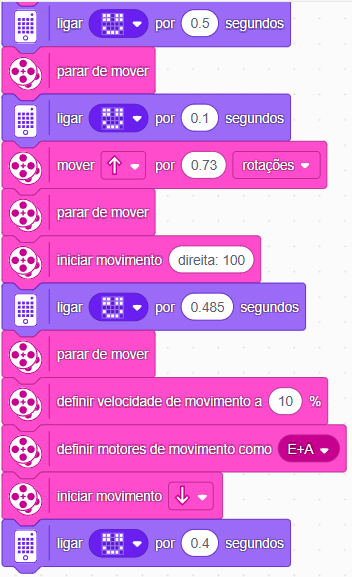 ligar por 0.5 segundos
parar de mover
ligar por 0.1 segundos
mover por 0.73 rotações
parar de mover
iniciar movimento direita: 100
ligar por 0.485 segundos
parar de mover
definir velocidade de movimento a 10 %
definir motores de movimento como E+A
iniciar movimento
ligar por 0.4 segundos